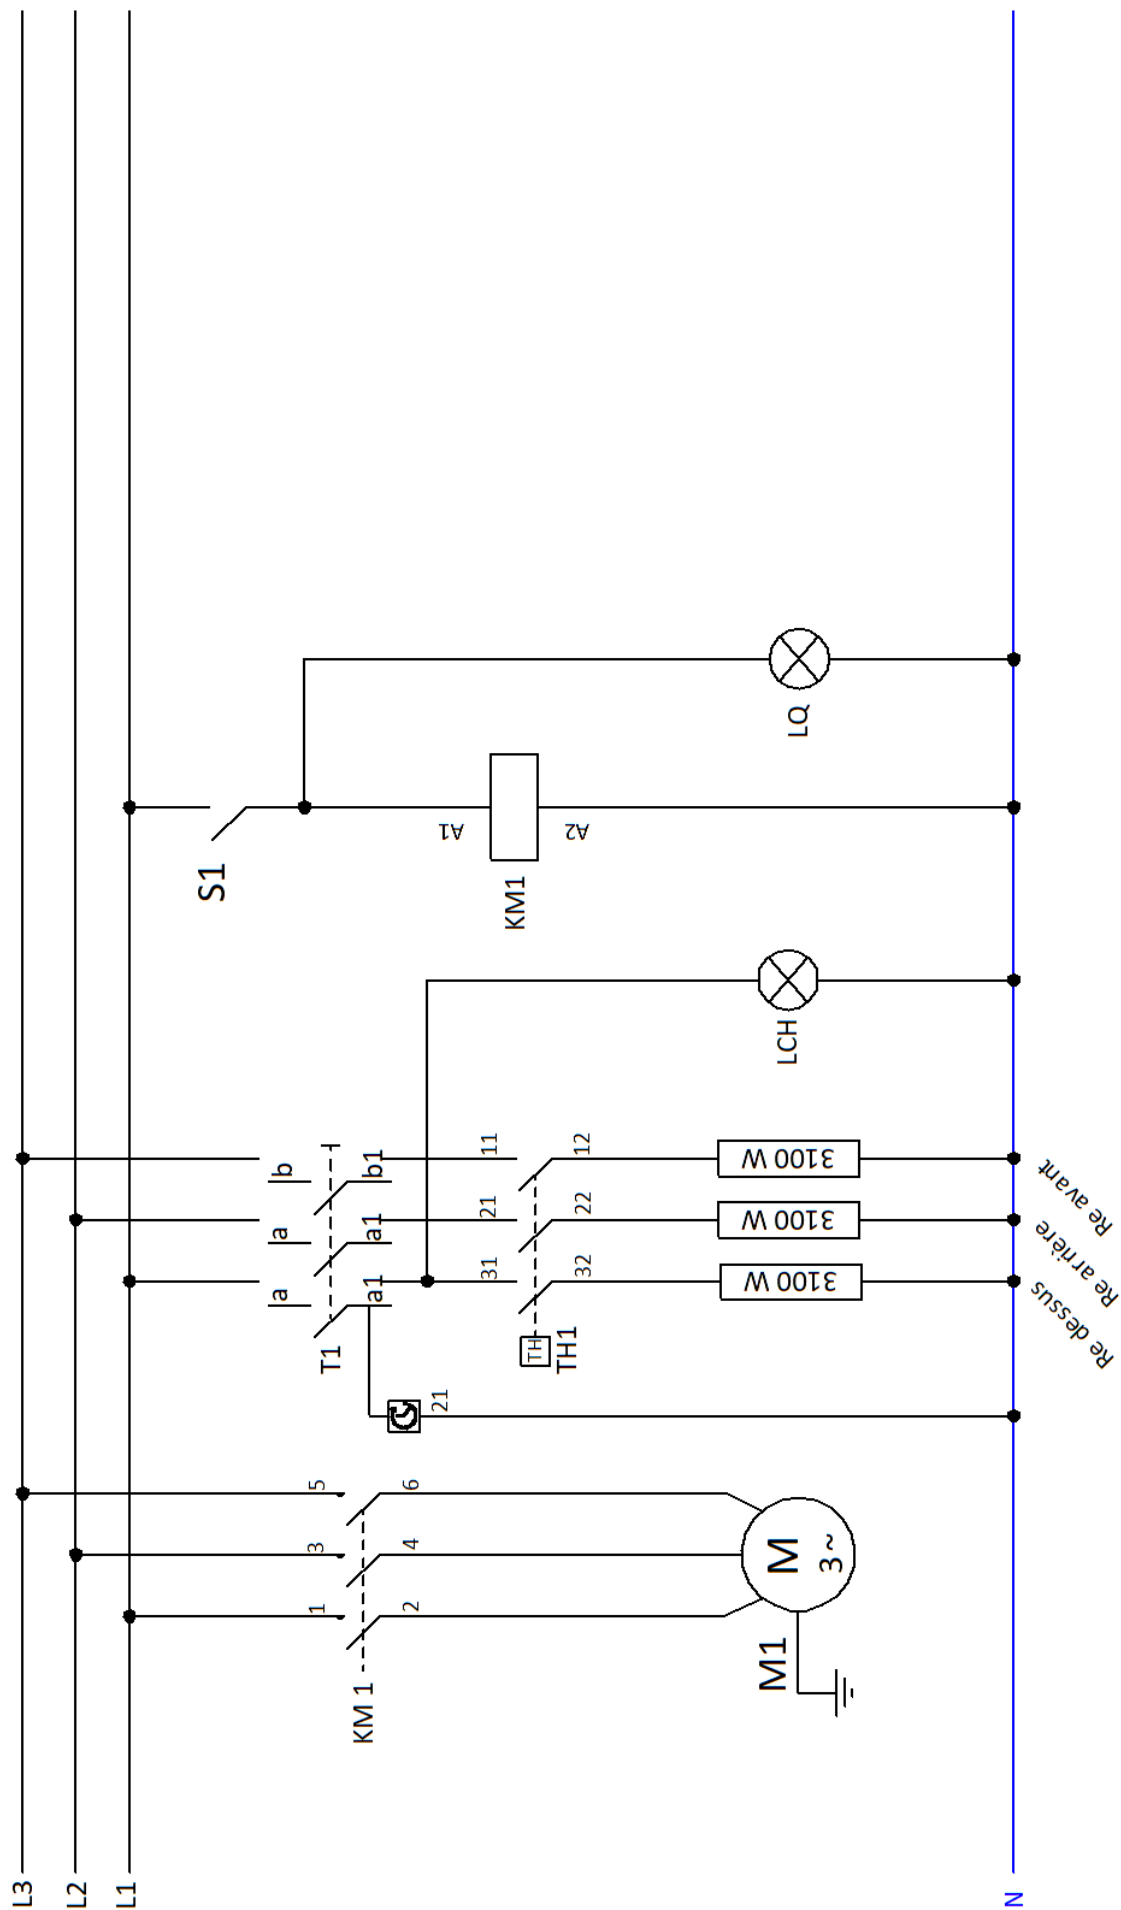 L3
L2
L1
N
KM 1
1
3
5
2
4
6
M1
M
3~
21
T1
a
a
b
a1
a1
b1
TH
TH1
31
21
11
32
22
12
3100 W
3100 W
3100 W
Re dessus
Re arrière
Re avant
LCH
S1
KM1
A1
A2
LQ